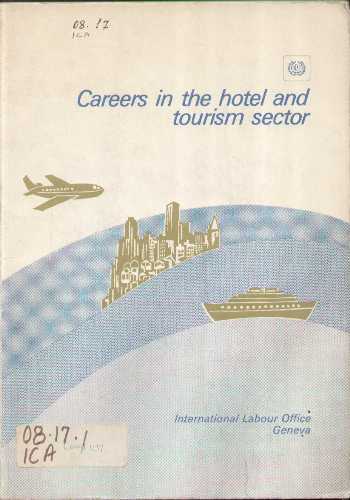 08.17
ICA
Careers in the hotel and
tourism sector
International Labour Office
Geneva
08.17.1
ICA